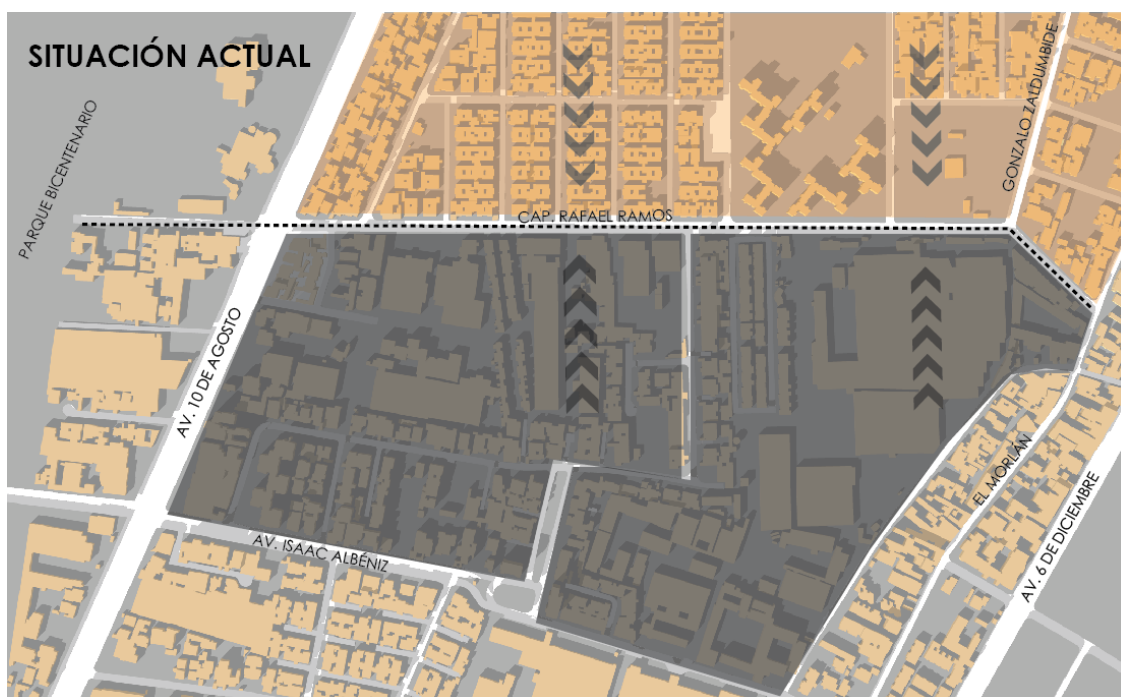 SITUACIÓN ACTUAL
PARQUE BICENTENARIO
GONZALO ZALDUMBIDE
CAP. RAFAEL RAMOS
AV. 10 DE AGOSTO
EL MORLÁN
AV. ISAAC ALBÉNIZ
AV. 6 DE DICIEMBRE